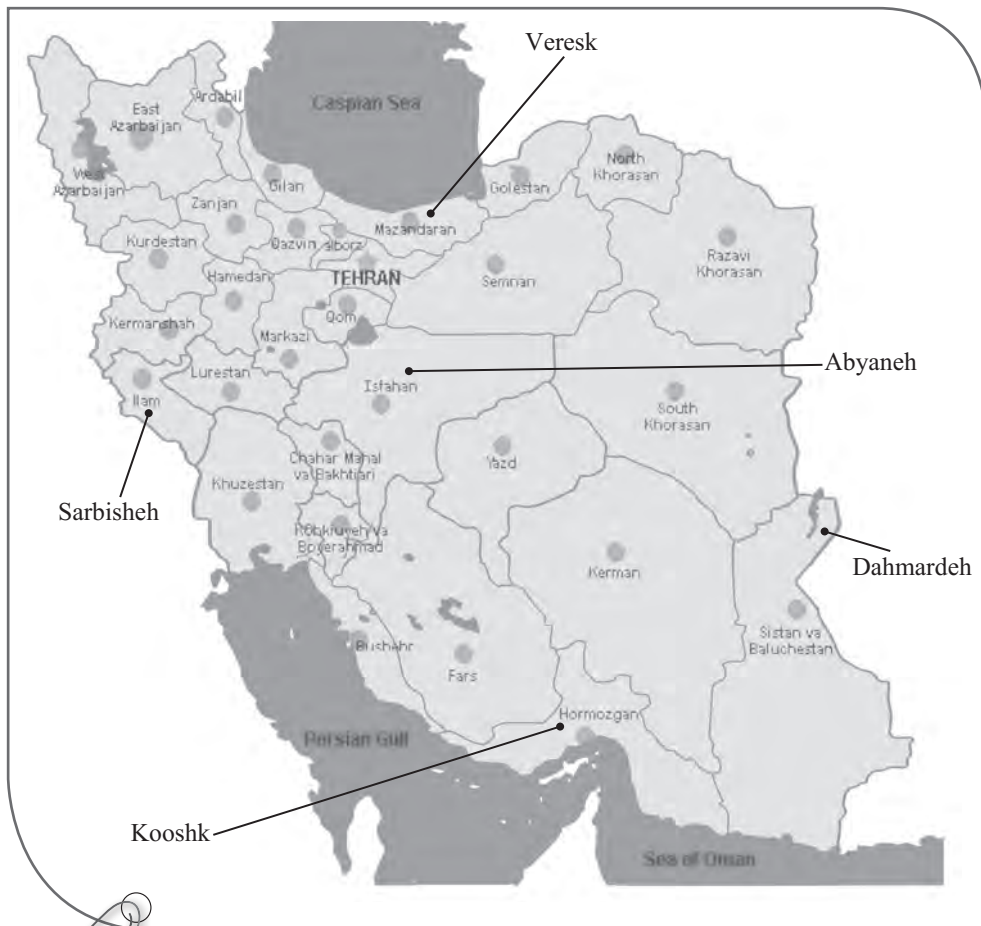 Veresk
Caspian Sea
Ardabil
East
Azarbaijan
West
Azarbaijan
Gilan
Golestan
North
Khorasan
Zanjan
Qazvin
alborz
Mazandaran
Kurdestan
TEHRAN
Semnan
Razavi
Khorasan
Hamedan
Qom
Kermanshah
Markazi
Abyaneh
Lurestan
Isfahan
Ilam
South
Khorasan
Chahar Mahal
va Bakhtiari
Yazd
Khuzestan
Sarbisheh
va
Boyerahmad
Dahmardeh
Kerman
Sistan va
Baluchestan
Bushehr
Fars
Hormozgan
Persian Gulf
Kooshk
Sea of Oman